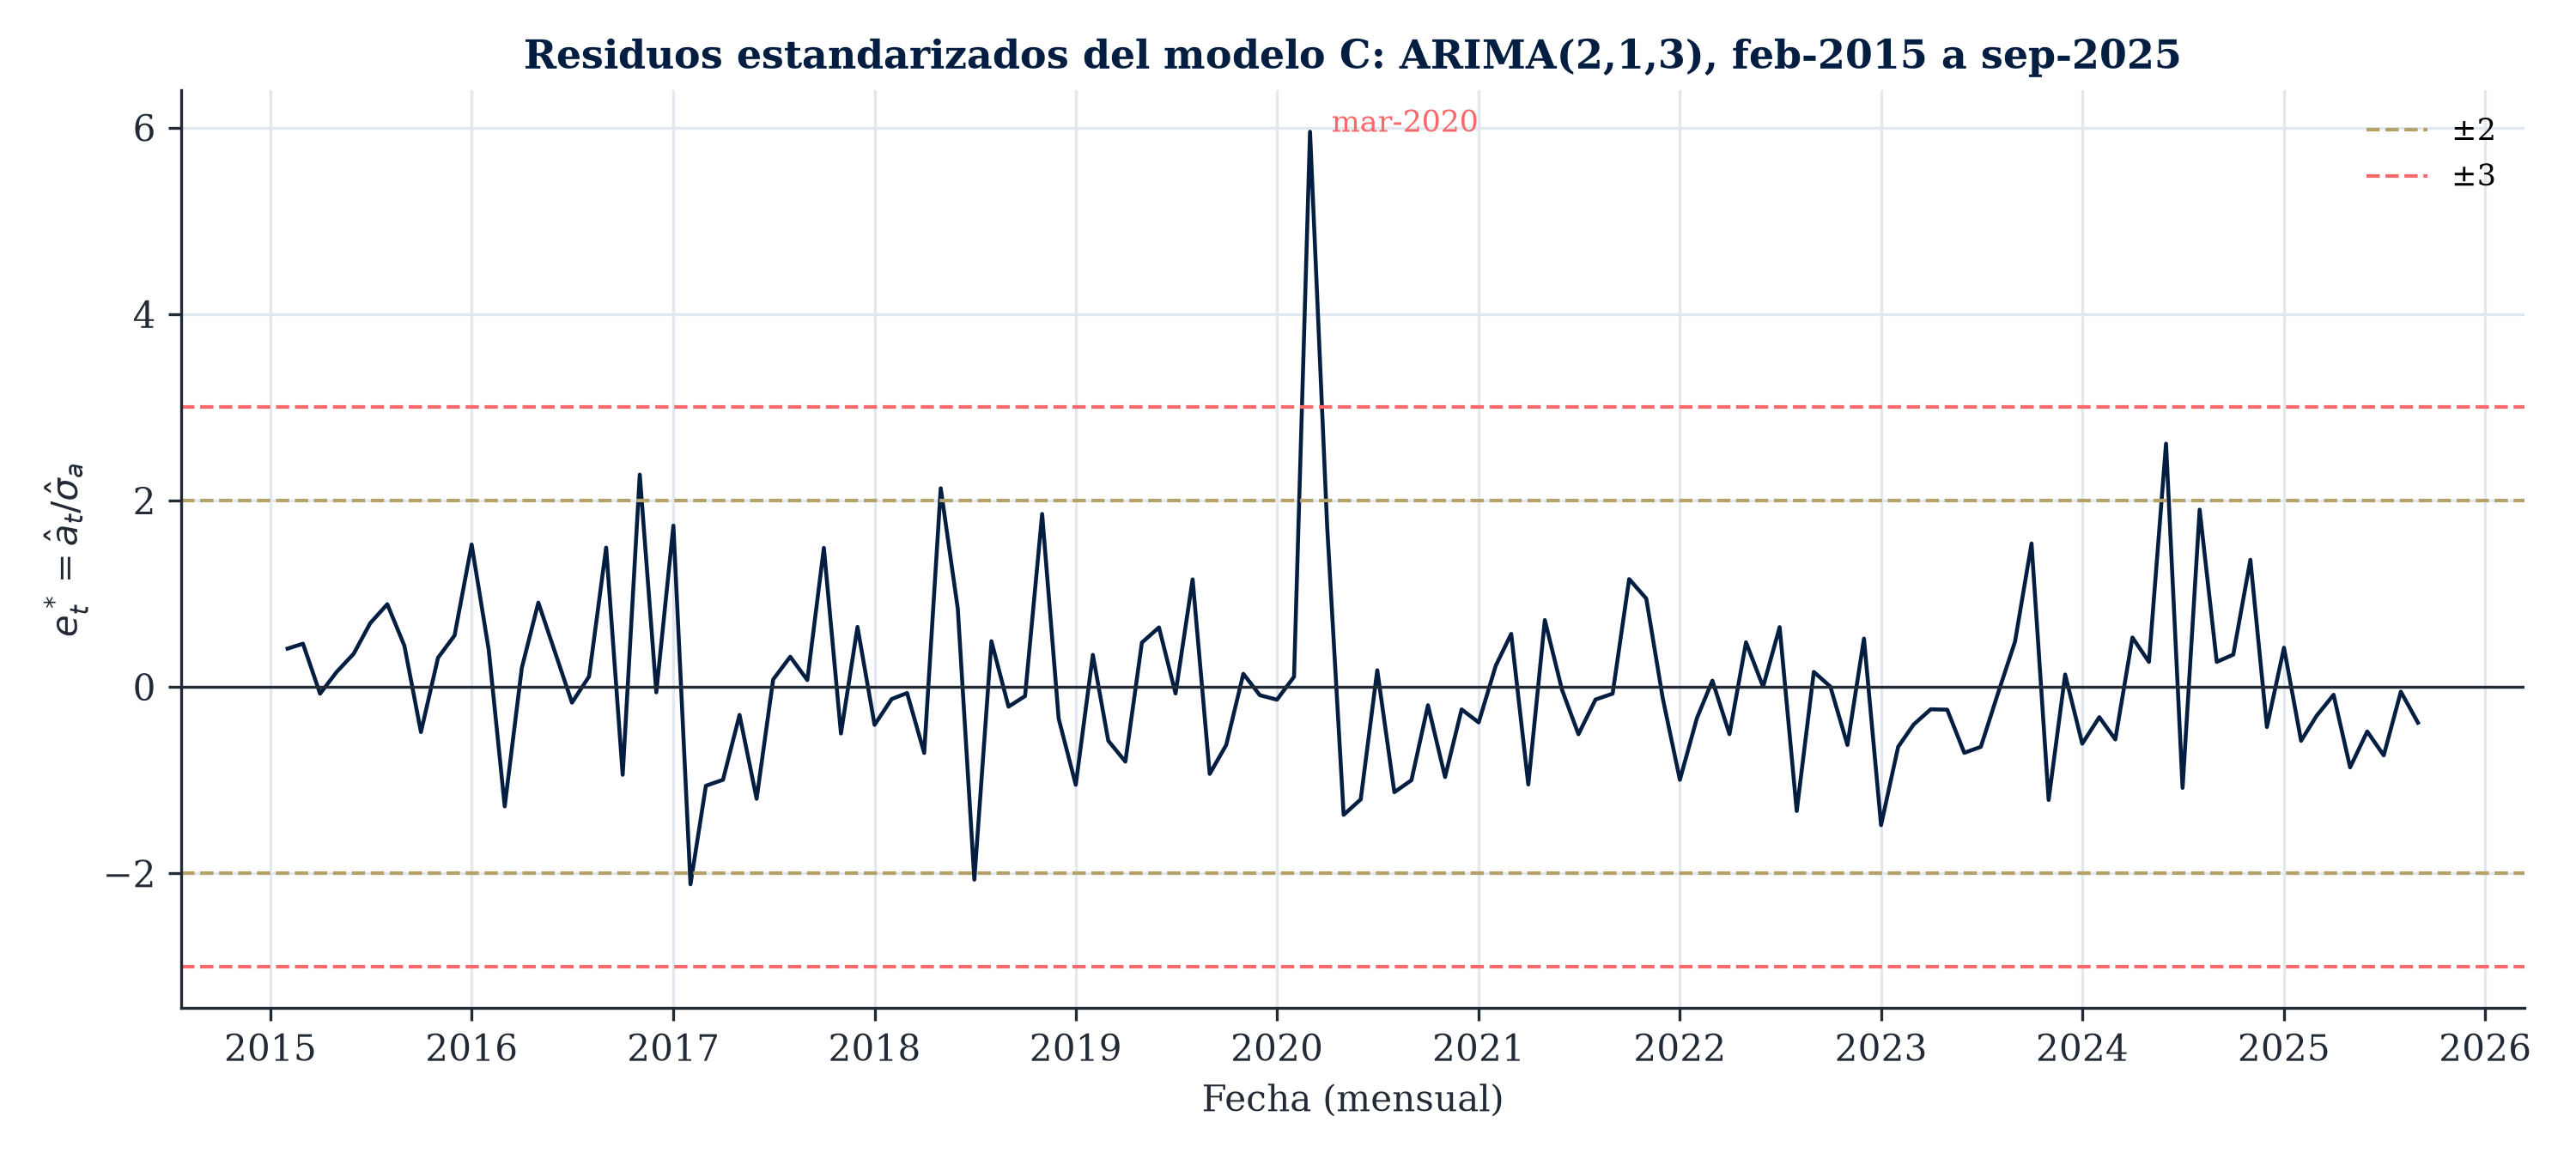 Residuos estandarizados del modelo C: ARIMA(2,1,3), feb-2015 a sep-2025
mar-2020
±2
±3
6
4
2
0
−2
e*t = ât/σ̂a
2015 2016 2017 2018 2019 2020 2021 2022 2023 2024 2025 2026
Fecha (mensual)